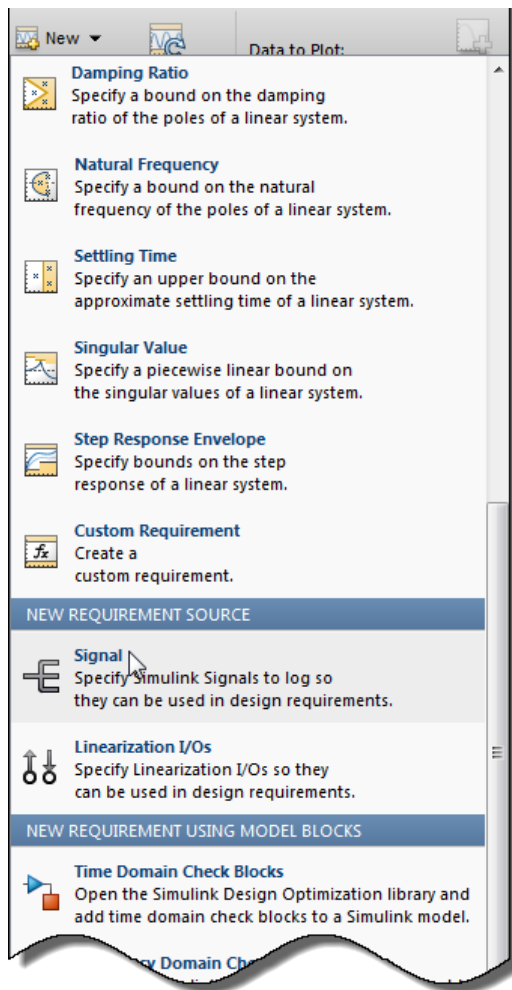 New
Data to Plot:
Damping Ratio
Specify a bound on the damping
ratio of the poles of a linear system.
Natural Frequency
Specify a bound on the natural
frequency of the poles of a linear system.
Settling Time
Specify an upper bound on the
approximate settling time of a linear system.
Singular Value
Specify a piecewise linear bound on
the singular values of a linear system.
Step Response Envelope
Specify bounds on the step
response of a linear system.
fx
Custom Requirement
Create a
custom requirement.
NEW REQUIREMENT SOURCE
Signal
Specify Simulink Signals to log so
they can be used in design requirements.
Linearization I/Os
Specify Linearization I/Os so they
can be used in design requirements.
NEW REQUIREMENT USING MODEL BLOCKS
Time Domain Check Blocks
Open the Simulink Design Optimization library and
add time domain check blocks to a Simulink model.
Domain